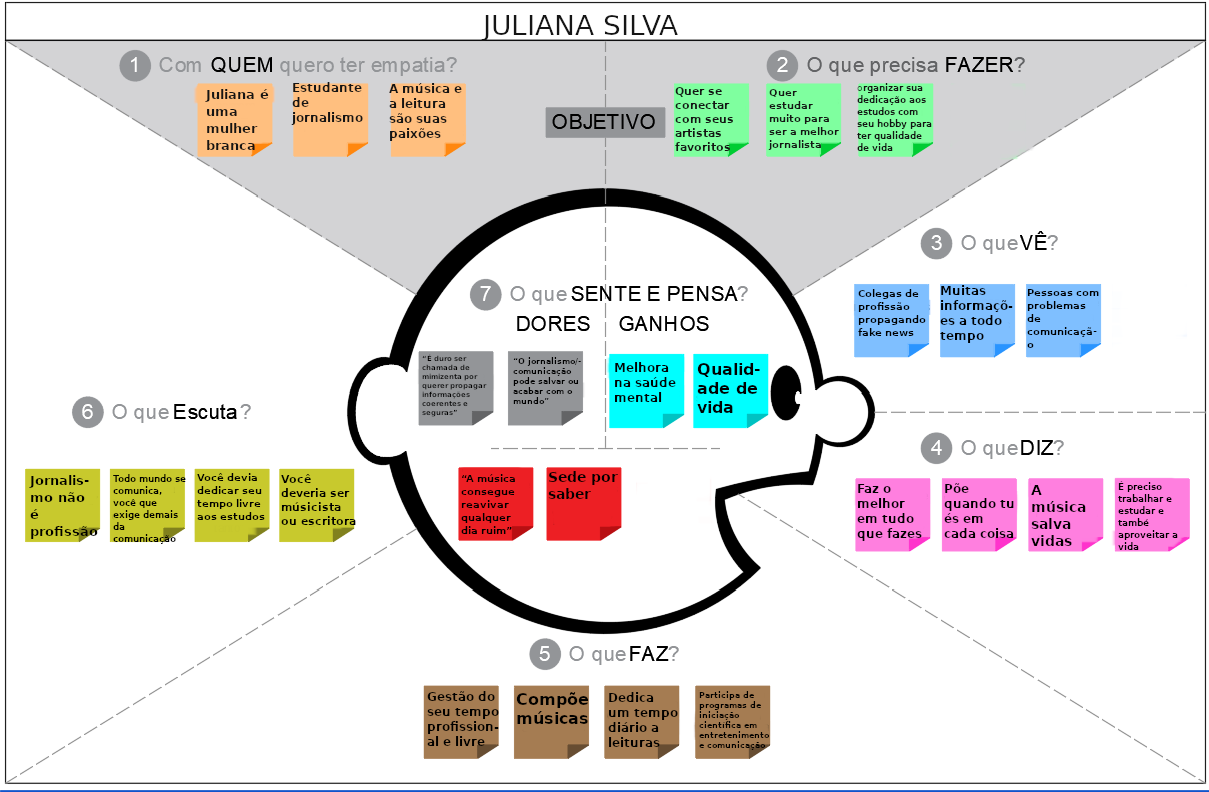 JULIANA SILVA
1 Com QUEM quero ter empatia?
Juliana é
uma
mulher
branca
Estudante
de
jornalismo
A música e
a leitura
são suas
paixões
OBJETIVO
2 O que precisa FAZER?
Quer se
conectar
com seus
artistas
favoritos
Quer
estudar
muito para
ser a melhor
jornalista
organizar sua
dedicação aos
estudos com
seu hobby para
ter qualidade
de vida
3 O que VÊ?
Colegas de
profissão
propagando
fake news
Muitas
informaçõ-
es a todo
tempo
Pessoas com
problemas
de
comunicaçã-
o
4 O que DIZ?
Faz o
melhor
em tudo
que fazes
Põe
quando tu
és em
cada coisa
A
música
salva
vidas
É preciso
trabalhar e
estudar e
també
aproveitar a
vida
5 O que FAZ?
Gestão do
seu tempo
profission-
al e livre
Compõe
músicas
Dedica
um tempo
diário a
leituras
Participa de
programas de
iniciação
científica em
entretenimento
e comunicação
6 O que Escuta?
Jornalis-
mo não
é
profissão
Todo mundo se
comunica,
você que
exige demais
da
comunicação
Você devia
dedicar seu
tempo livre
aos estudos
Você
deveria ser
músicista
ou escritora
7 O que SENTE E PENSA?
DORES
"É duro ser
chamada de
mimizenta por
querer propagar
informações
coerentes e
seguras"
"O jornalismo/-
comunicação
pode salvar ou
acabar com o
mundo"
GANHOS
Melhora
na saúde
mental
Qualid-
ade de
vida
"A música
consegue
reavivar
qualquer
dia ruim"
Sede por
saber